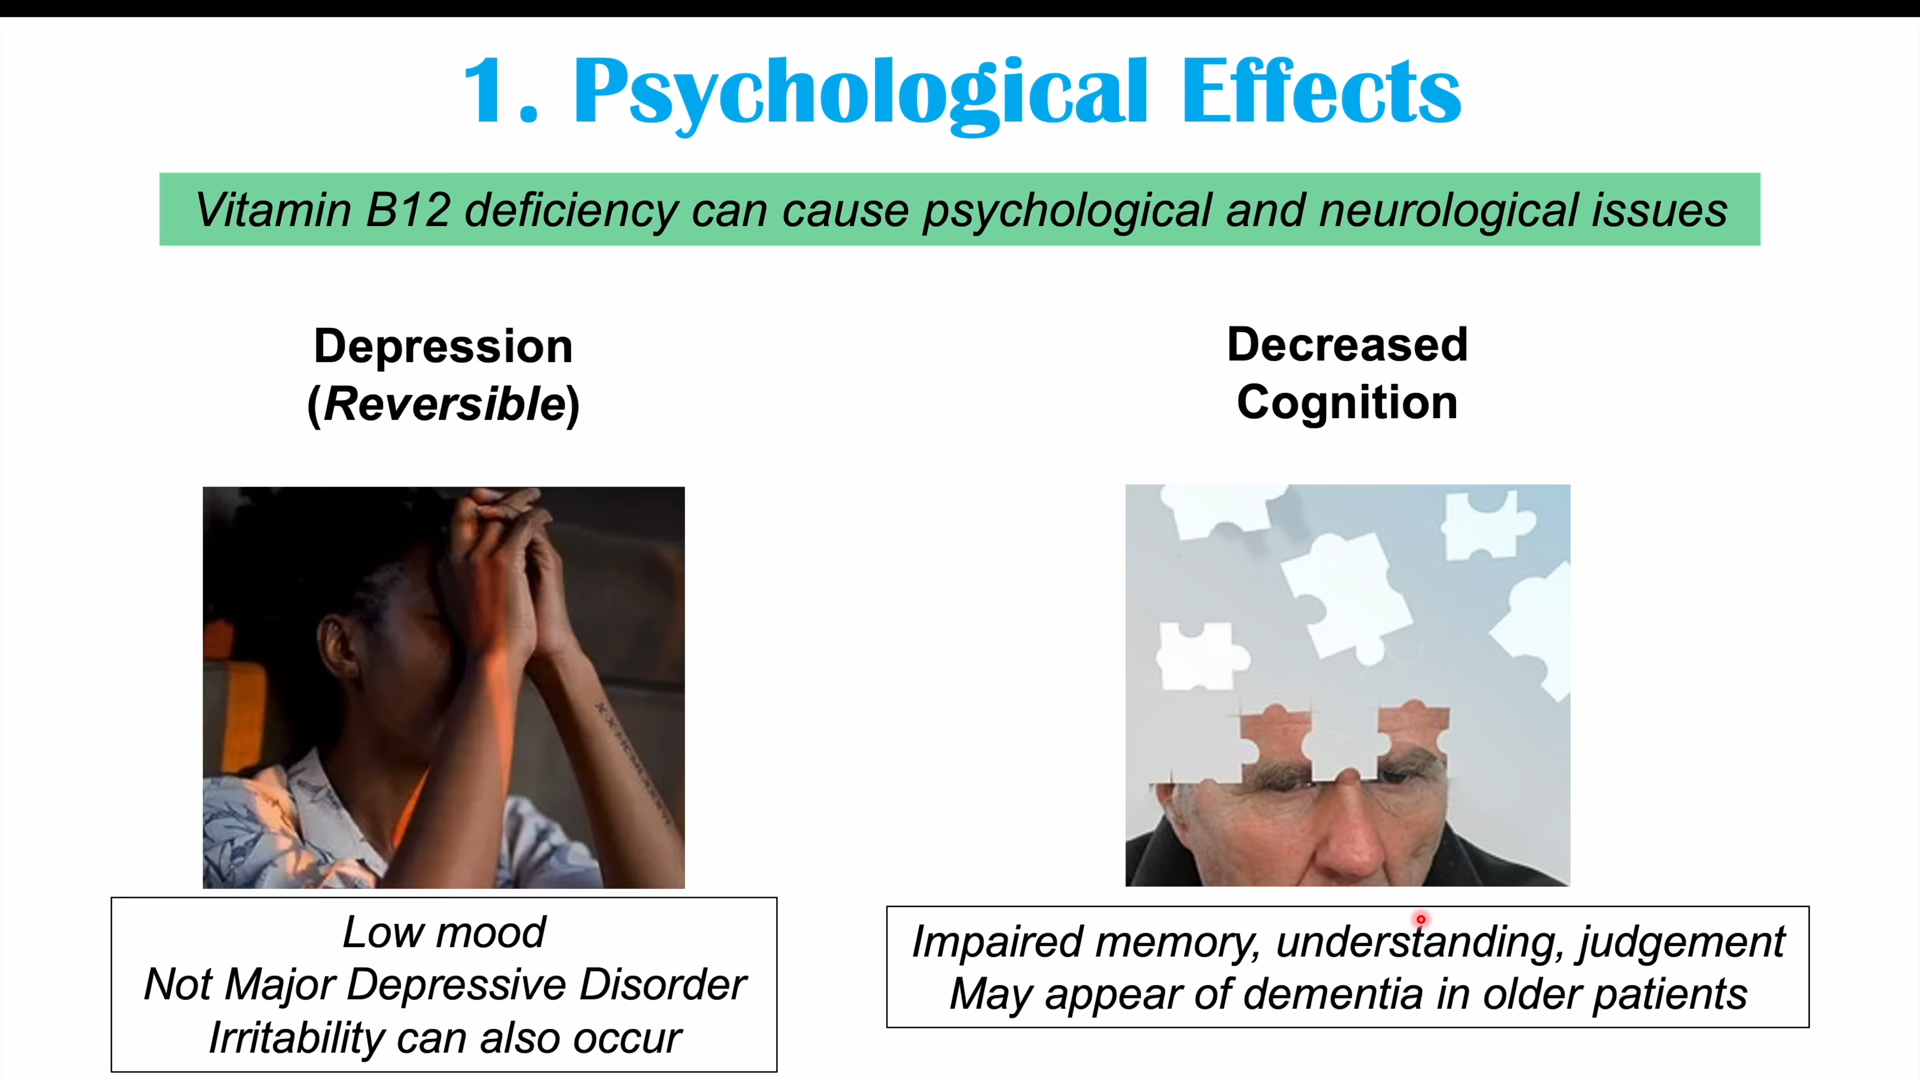 1. Psychological Effects
Vitamin B12 deficiency can cause psychological and neurological issues
Depression
(Reversible)
Decreased
Cognition
Low mood
Not Major Depressive Disorder
Irritability can also occur
Impaired memory, understanding, judgement
May appear of dementia in older patients